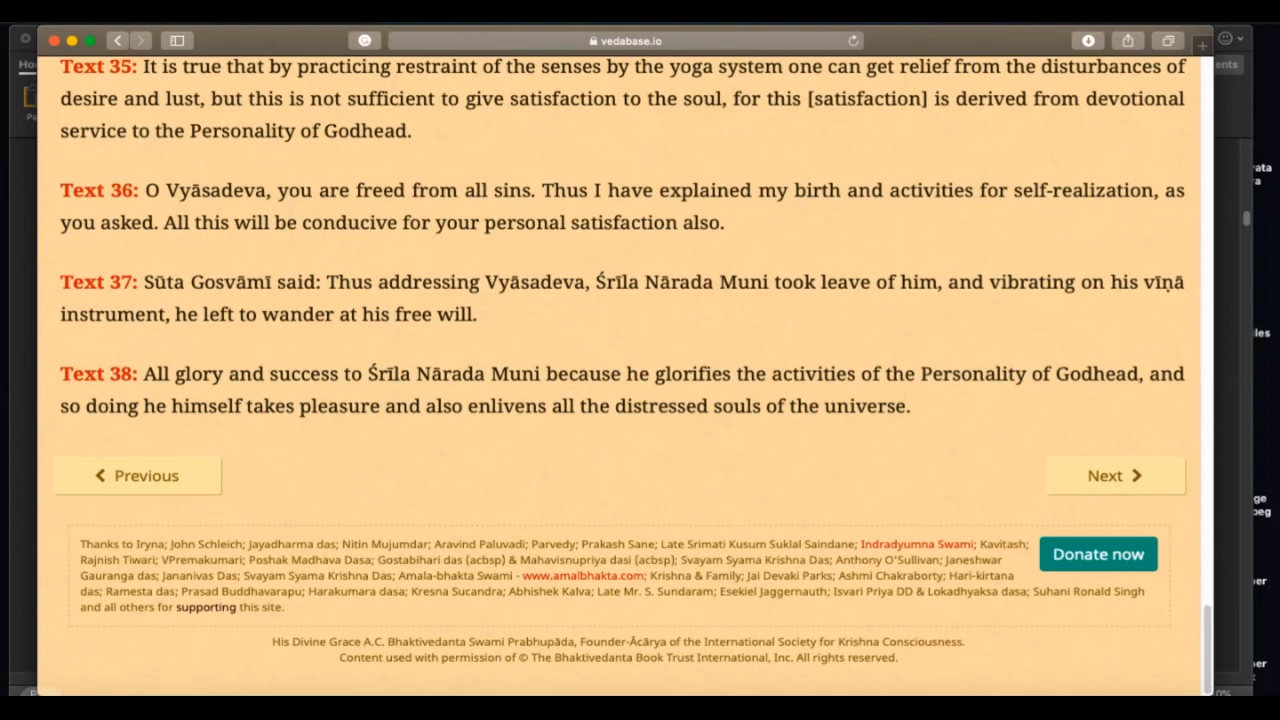 Ho
vedabase.io
ents
Text 35: It is true that by practicing restraint of the senses by the yoga system one can get relief from the disturbances of
desire and lust, but this is not sufficient to give satisfaction to the soul, for this [satisfaction] is derived from devotional
service to the Personality of Godhead.
Text 36: O Vyāsadeva, you are freed from all sins. Thus I have explained my birth and activities for self-realization, as
you asked. All this will be conducive for your personal satisfaction also.
Text 37: Sūta Gosvāmī said: Thus addressing Vyāsadeva, Śrīla Nārada Muni took leave of him, and vibrating on his vīṇā
instrument, he left to wander at his free will.
Text 38: All glory and success to Śrīla Nārada Muni because he glorifies the activities of the Personality of Godhead, and
so doing he himself takes pleasure and also enlivens all the distressed souls of the universe.
Previous
Next
Thanks to Iryna; John Schleich; Jayadharma das; Nitin Mujumdar; Aravind Paluvadi; Parvedy; Prakash Sane; Late Srimati Kusum Suklal Saindane; Indradyumna Swami; Kavitash;
Rajnish Tiwari; VPremakumari; Poshak Madhava Dasa; Gostabihari das (acbsp) & Mahavisnupriya dasi {acbsp}; Svayam Syama Krishna Das; Anthony O'Sullivan; Janeshwar
Gauranga das; Jananivas Das; Svayam Syama Krishna Das; Amala-bhakta Swami - www.amalbhakta.com; Krishna & Family; Jai Devaki Parks; Ashmi Chakraborty; Hari-kirtana
das; Ramesta das; Prasad Buddhavarapu; Harakumara dasa; Kresna Sucandra; Abhishek Kalva; Late Mr. S. Sundaram; Esekiel Jaggernauth; Isvari Priya DD & Lokadhyaksa dasa; Suhani Ronald Singh
and all others for supporting this site.
Donate now
His Divine Grace A.C. Bhaktivedanta Swami Prabhupāda, Founder-Ācārya of the International Society for Krishna Consciousness.
Content used with permission of © The Bhaktivedanta Book Trust International, Inc. All rights reserved.